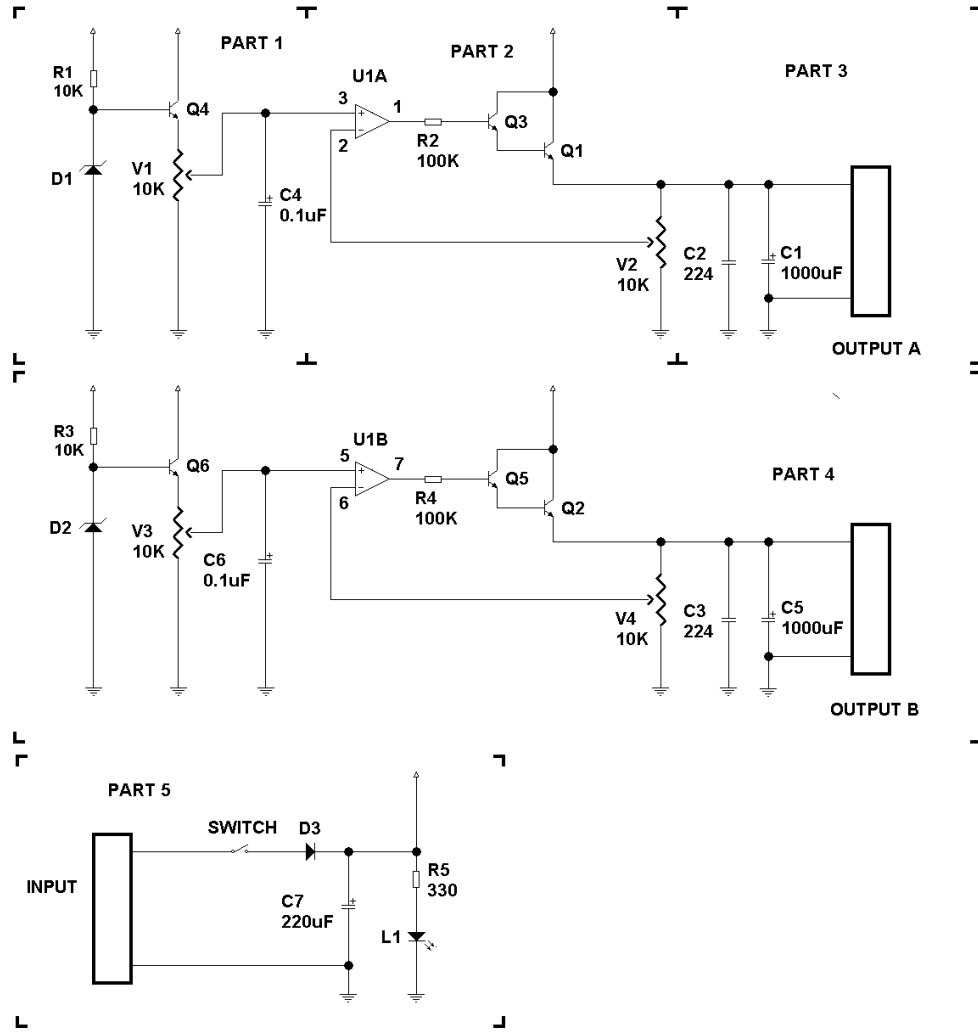 PART 1
PART 2
PART 3
R1
10K
Q4
D1
V1
10K
C4
0.1uF
U1A
3
1
2
R2
100K
Q3
Q1
V2
10K
C2
224
C1
1000uF
OUTPUT A
R3
10K
Q6
D2
V3
10K
C6
0.1uF
U1B
5
7
6
R4
100K
Q5
Q2
PART 4
V4
10K
C3
224
C5
1000uF
OUTPUT B
PART 5
SWITCH
D3
INPUT
C7
220uF
R5
330
L1
+
-
+
+
+
-
+
+
+